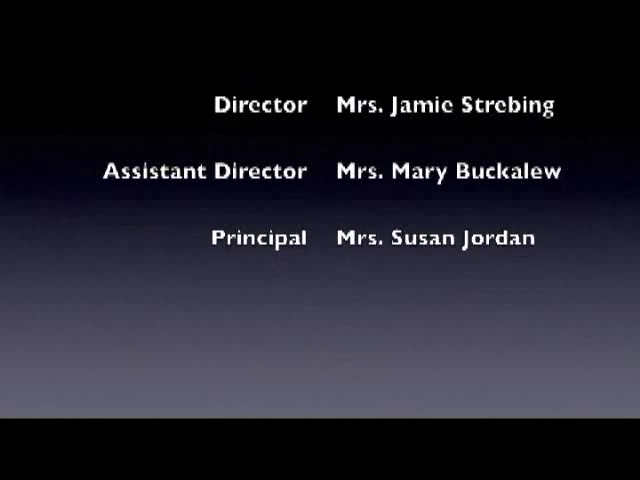 Director Mrs. Jamie Strebing
Assistant Director Mrs. Mary Buckalew
Principal Mrs. Susan Jordan